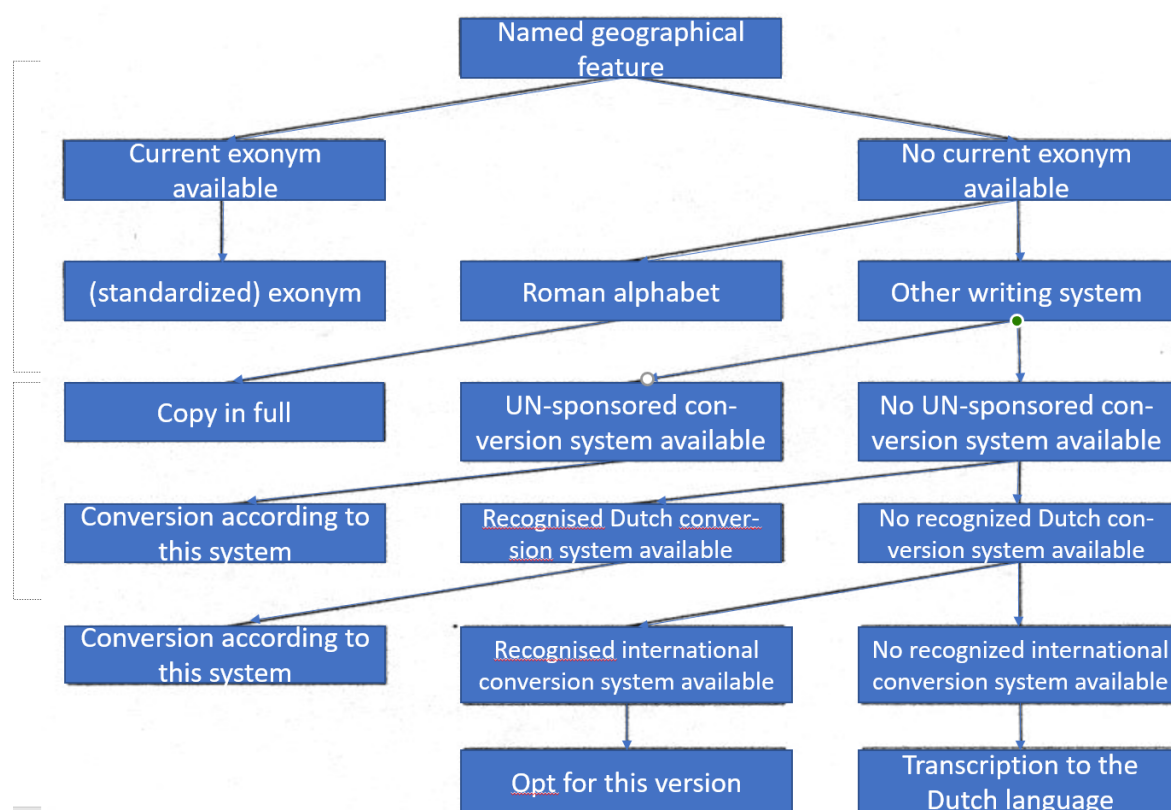 Named geographical
feature
Current exonym
available
No current exonym
available
(standardized) exonym
Roman alphabet
Other writing system
Copy in full
UN-sponsored con-
version system available
No UN-sponsored con-
version system available
Conversion according to
this system
Recognised Dutch conver-
sion system available
No recognized Dutch con-
version system available
Conversion according to
this system
Recognised international
conversion system available
No recognized international
conversion system available
Opt for this version
Transcription to the
Dutch language